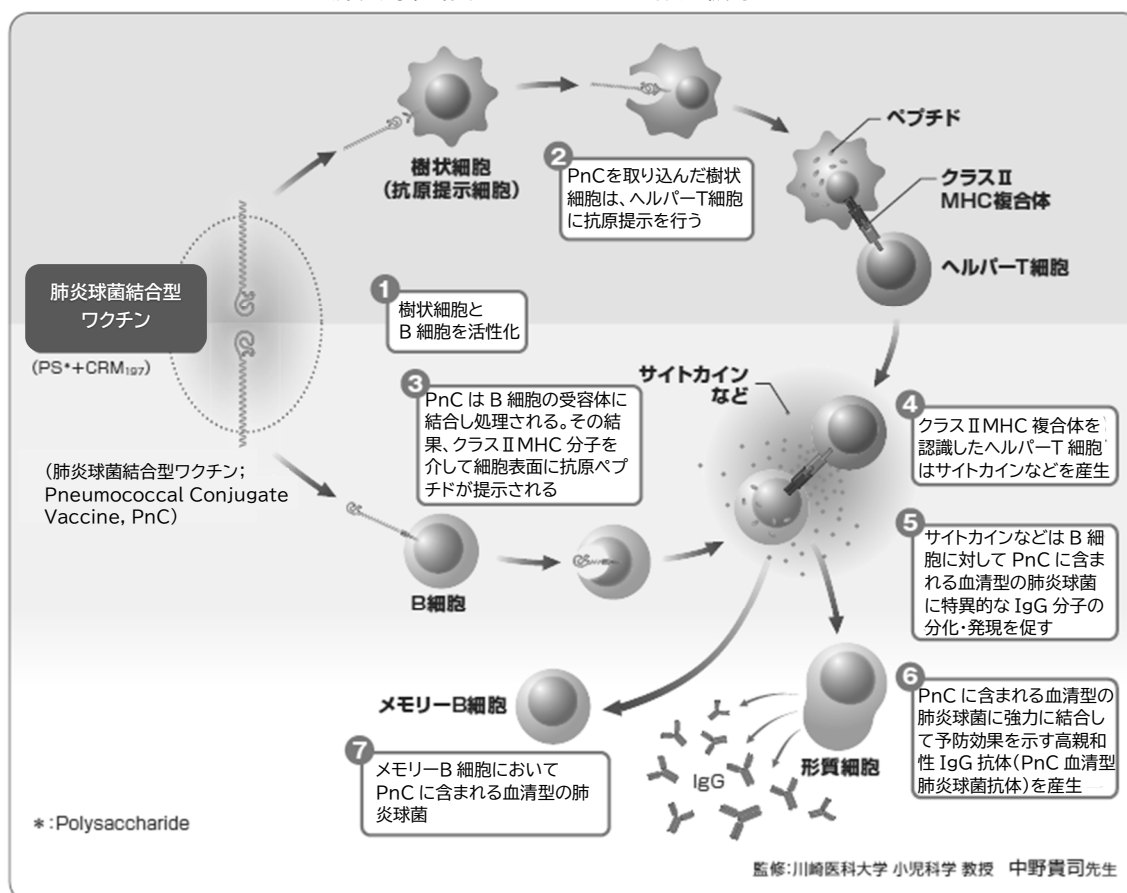 樹状細胞
(抗原提示細胞)
❷
PnCを取り込んだ樹状
細胞は、ヘルパーT細胞
に抗原提示を行う
ペプチド
クラスⅡ
MHC複合体
ヘルパーT細胞
肺炎球菌結合型
ワクチン
(PS*+CRM₁₉₇)
❶
樹状細胞と
B 細胞を活性化
(肺炎球菌結合型ワクチン;
Pneumococcal Conjugate
Vaccine, PnC)
❸
PnC は B 細胞の受容体に
結合し処理される。その結
果、クラスⅡMHC 分子を
介して細胞表面に抗原ペプ
チドが提示される
B細胞
サイトカイン
など
❹
クラスⅡMHC 複合体を
認識したヘルパーT 細胞
はサイトカインなどを産生
❺
サイトカインなどは B 細
胞に対して PnC に含ま
れる血清型の肺炎球菌
に特異的な IgG 分子の
分化・発現を促す
❻
PnC に含まれる血清型の
肺炎球菌に強力に結合し
て予防効果を示す高親和
性 IgG 抗体(PnC 血清型
肺炎球菌抗体)を産生
形質細胞
IgG
メモリーB細胞
❼
メモリーB 細胞において
PnC に含まれる血清型の肺
炎球菌
*:Polysaccharide
監修:川崎医科大学 小児科学 教授 中野貴司先生